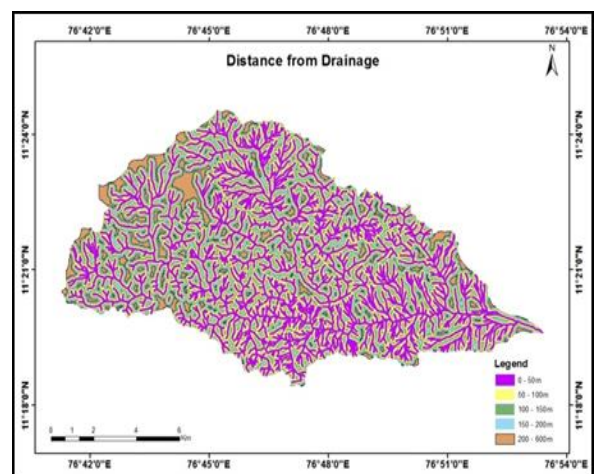 76°42'0"E 76°45'0"E 76°48'0"E 76°51'0"E 76°54'0"E
Distance from Drainage
N
11°24'0"N 11°24'0"N
11°21'0"N 11°21'0"N
11°18'0"N 11°18'0"N
Legend
0 - 50m
50 - 100m
100 - 150m
150 - 200m
200 - 600m
0 1 2 4 6
Km
76°42'0"E 76°45'0"E 76°48'0"E 76°51'0"E 76°54'0"E